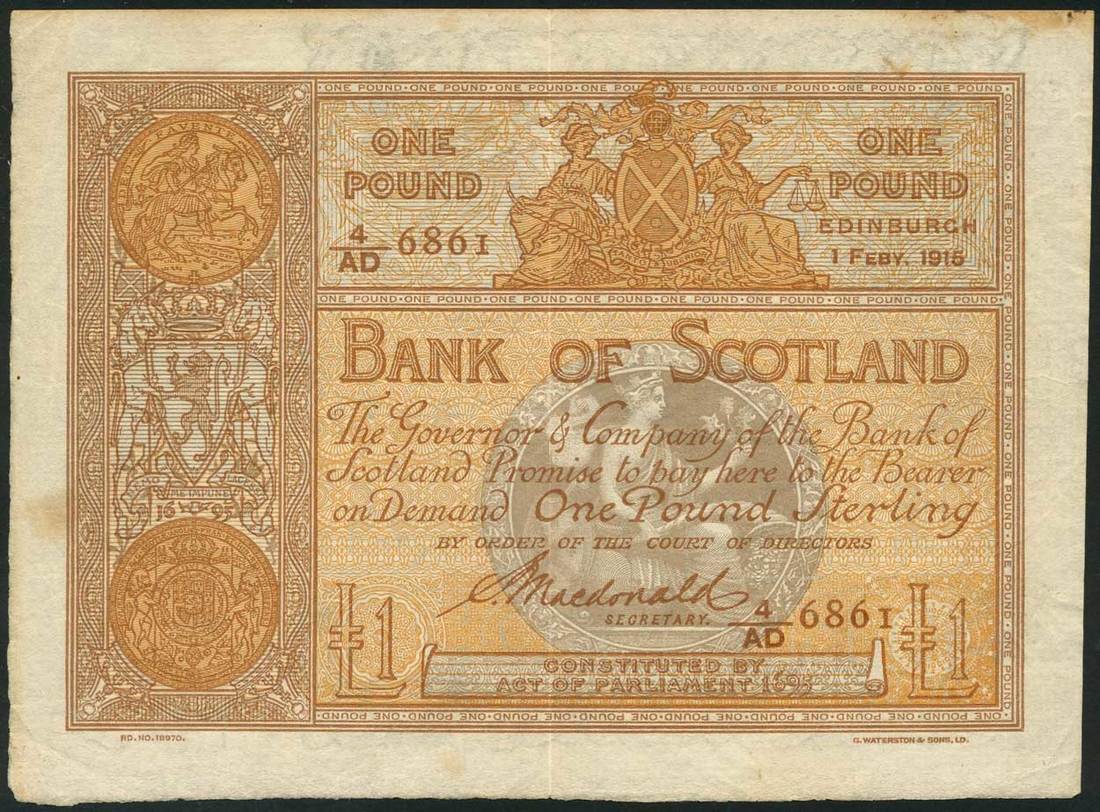 ONE POUND · ONE POUND · ONE POUND · ONE POUND · ONE POUND · ONE POUND · ONE POUND
ONE
POUND
4/AD 6861
ONE
POUND
EDINBURGH
1 FEBY. 1915
ONE POUND · ONE POUND · ONE POUND · ONE POUND · ONE POUND · ONE POUND · ONE POUND · ONE POUND
BANK OF SCOTLAND
The Governor & Company of the Bank of
Scotland Promise to pay here to the Bearer
on Demand One Pound Sterling
BY ORDER OF THE COURT OF DIRECTORS
Macdonald
SECRETARY.
4/AD 6861
£1
£1
CONSTITUTED BY
ACT OF PARLIAMENT 1695
1695
RD. NO. 18970.
G. WATERSTON & SONS, LD.